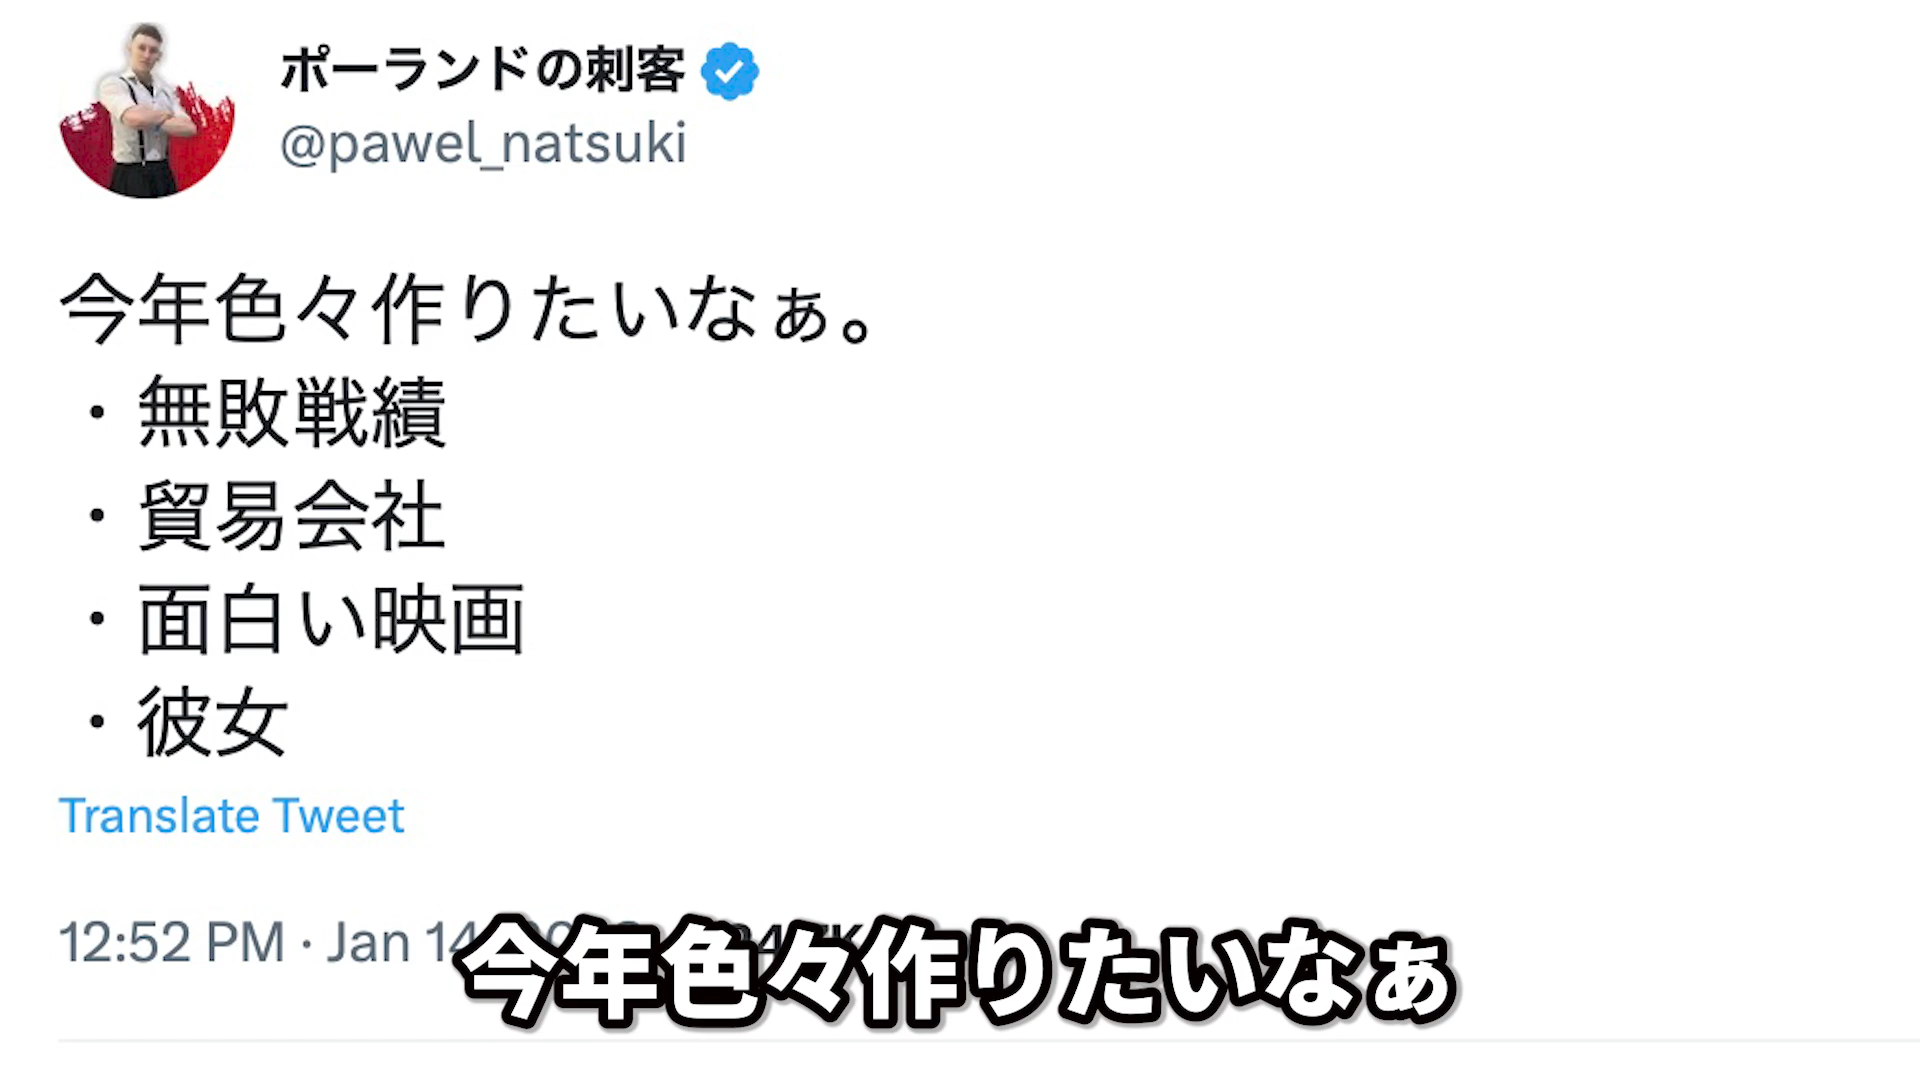 ポーランドの刺客
@pawel_natsuki
今年色々作りたいなぁ。
・無敗戦績
・貿易会社
・面白い映画
・彼女
Translate Tweet
12:52 PM · Jan 14
今年色々作りたいなぁ